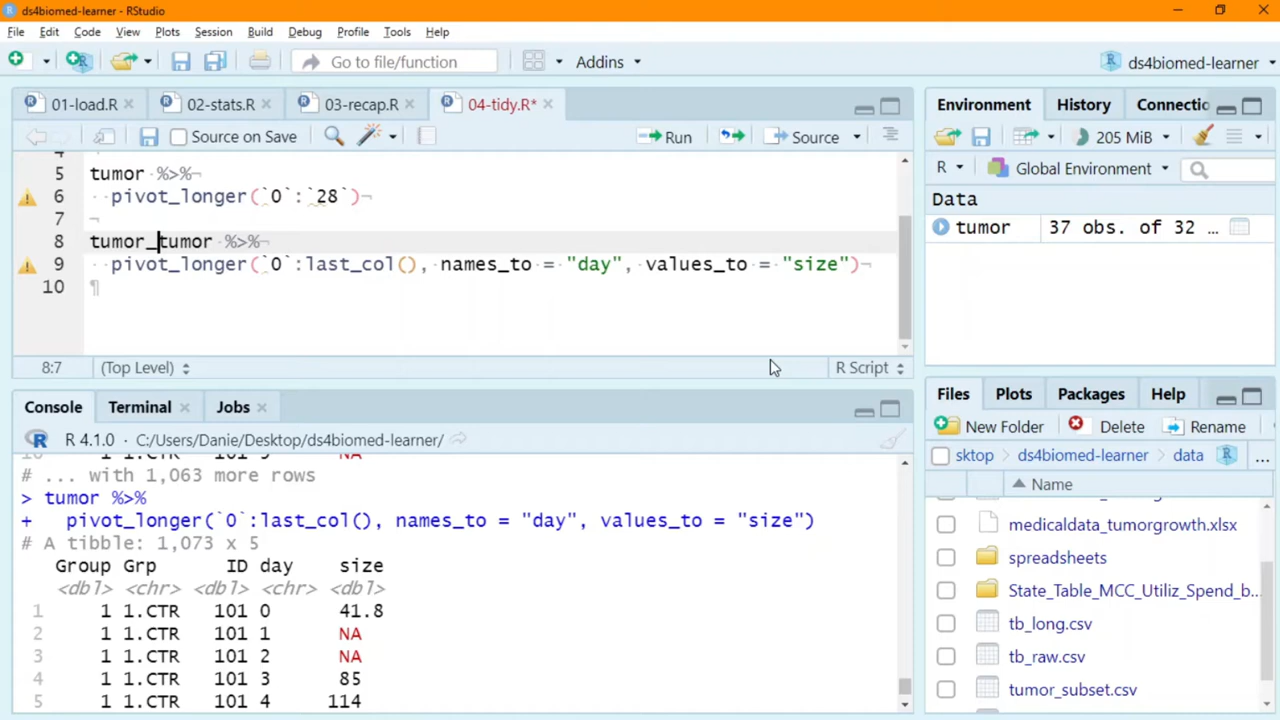 ds4biomed-learner - RStudio
File Edit Code View Plots Session Build Debug Profile Tools Help
Go to file/function Addins ds4biomed-learner
01-load.R 02-stats.R 03-recap.R 04-tidy.R*
Source on Save Run Source
4
5 tumor %>%¬
6 pivot_longer(`0`:`28`)¬
7 ¬
8 tumor_tumor %>%¬
9 pivot_longer(`0`:last_col(), names_to = "day", values_to = "size")¬
10 ¶
8:7 (Top Level) R Script
Console Terminal Jobs
R 4.1.0 · C:/Users/Danie/Desktop/ds4biomed-learner/
# ... with 1,063 more rows
> tumor %>%
+ pivot_longer(`0`:last_col(), names_to = "day", values_to = "size")
# A tibble: 1,073 x 5
Group Grp ID day size
<dbl> <chr> <dbl> <chr> <dbl>
1 1 1.CTR 101 0 41.8
2 1 1.CTR 101 1 NA
3 1 1.CTR 101 2 NA
4 1 1.CTR 101 3 85
5 1 1.CTR 101 4 114
Environment History Connectio
205 MiB
R Global Environment
Data
tumor 37 obs. of 32 …
Files Plots Packages Help
New Folder Delete Rename
sktop ds4biomed-learner data ...
Name
medicaldata_tumorgrowth.xlsx
spreadsheets
State_Table_MCC_Utiliz_Spend_b...
tb_long.csv
tb_raw.csv
tumor_subset.csv